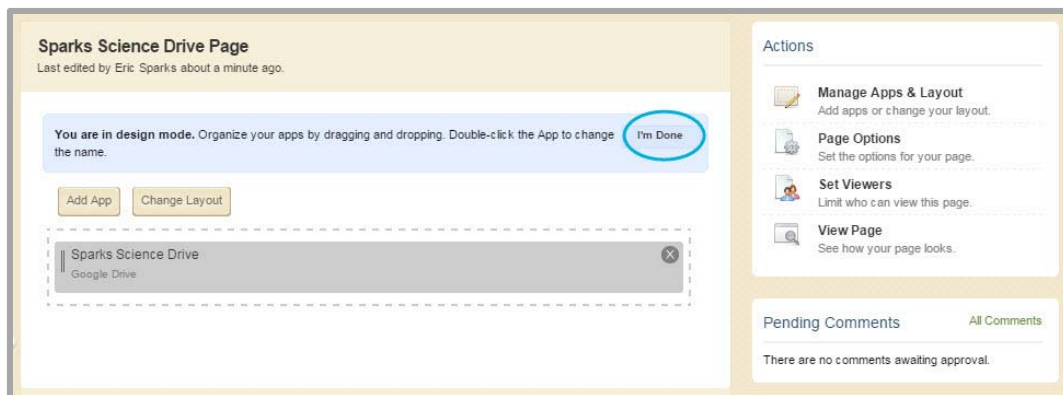 Sparks Science Drive Page
Last edited by Eric Sparks about a minute ago.
You are in design mode. Organize your apps by dragging and dropping. Double-click the App to change
the name.
I'm Done
Add App
Change Layout
Sparks Science Drive
Google Drive
X
Actions
Manage Apps & Layout
Add apps or change your layout.
Page Options
Set the options for your page.
Set Viewers
Limit who can view this page.
View Page
See how your page looks.
Pending Comments
All Comments
There are no comments awaiting approval.